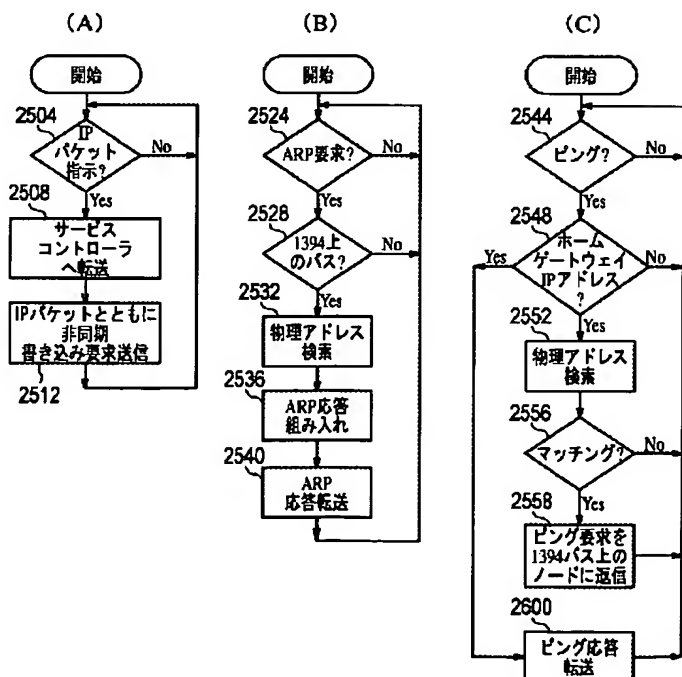 (A)
開始
2504
IP
パケット
指示?
No
Yes
2508
サービス
コントローラ
へ転送
IPパケットとともに
非同期
書き込み要求送信
2512
(B)
開始
2524
ARP要求?
No
Yes
2528
1394上
のバス?
No
Yes
2532
物理アドレス
検索
2536
ARP応答
組み入れ
2540
ARP
応答転送
(C)
開始
2544
ピング?
No
Yes
2548
ホーム
ゲートウェイ
IPアドレス
?
Yes
No
Yes
2552
物理アドレス
検索
2556
マッチング?
No
Yes
2558
ピング要求を
1394バス上の
ノードに返信
2600
ピング応答
転送